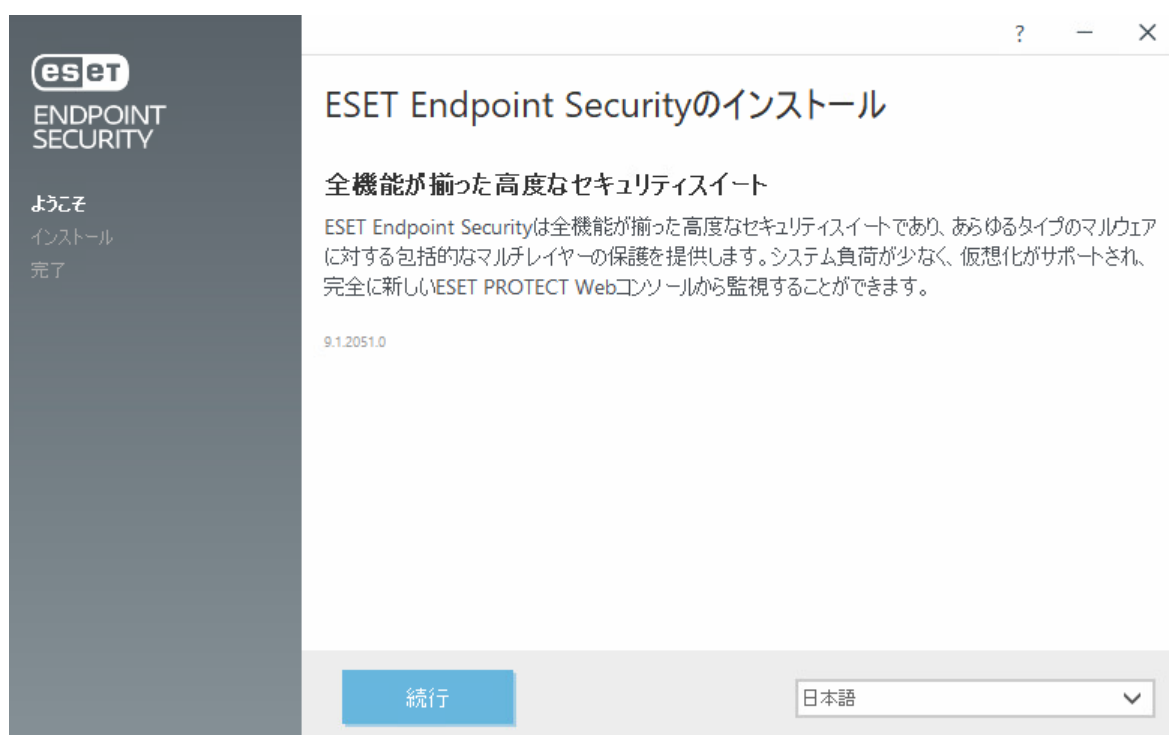 ?
eset
ENDPOINT
SECURITY
ようこそ
インストール
完了
ESET Endpoint Securityのインストール
全機能が揃った高度なセキュリティスイート
ESET Endpoint Securityは全機能が揃った高度なセキュリティスイートであり、あらゆるタイプのマルウェア
に対する包括的なマルチレイヤーの保護を提供します。システム負荷が少なく、仮想化がサポートされ、
完全に新しいESET PROTECT Webコンソールから監視することができます。
9.1.2051.0
続行
日本語